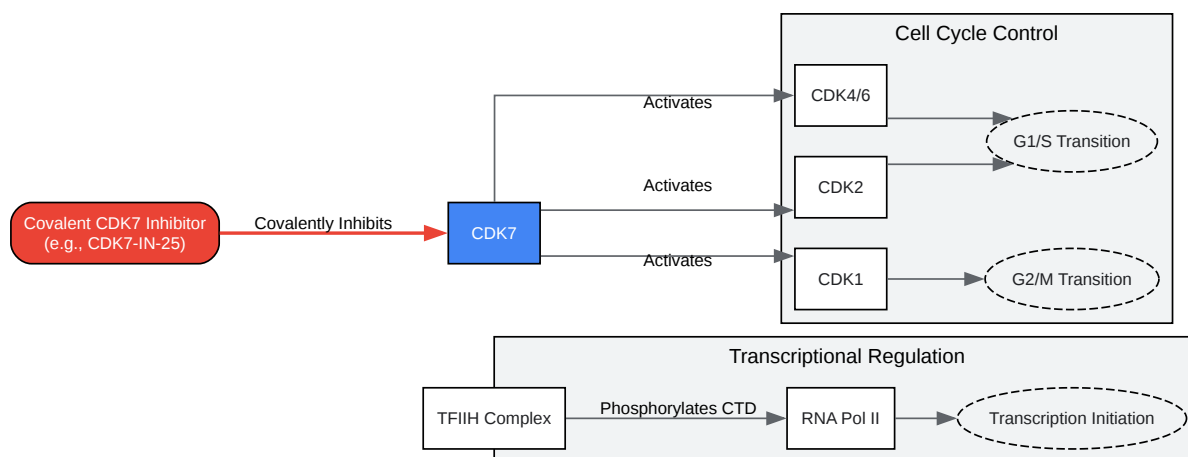 Cell Cycle Control
Activates
CDK4/6
G1/S Transition
Activates
CDK2
Covalent CDK7 Inhibitor
(e.g., CDK7-IN-25)
Covalently Inhibits
CDK7
Activates
CDK1
G2/M Transition
Transcriptional Regulation
TFIIH Complex
Phosphorylates CTD
RNA Pol II
Transcription Initiation